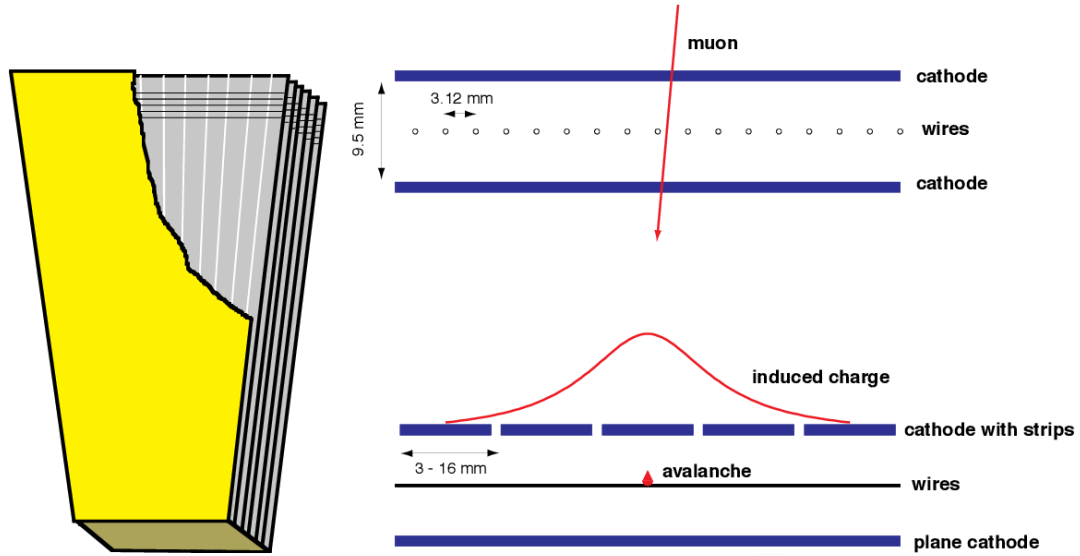 muon
cathode
3.12 mm
wires
9.5 mm
cathode
induced charge
cathode with strips
3 - 16 mm
avalanche
wires
plane cathode